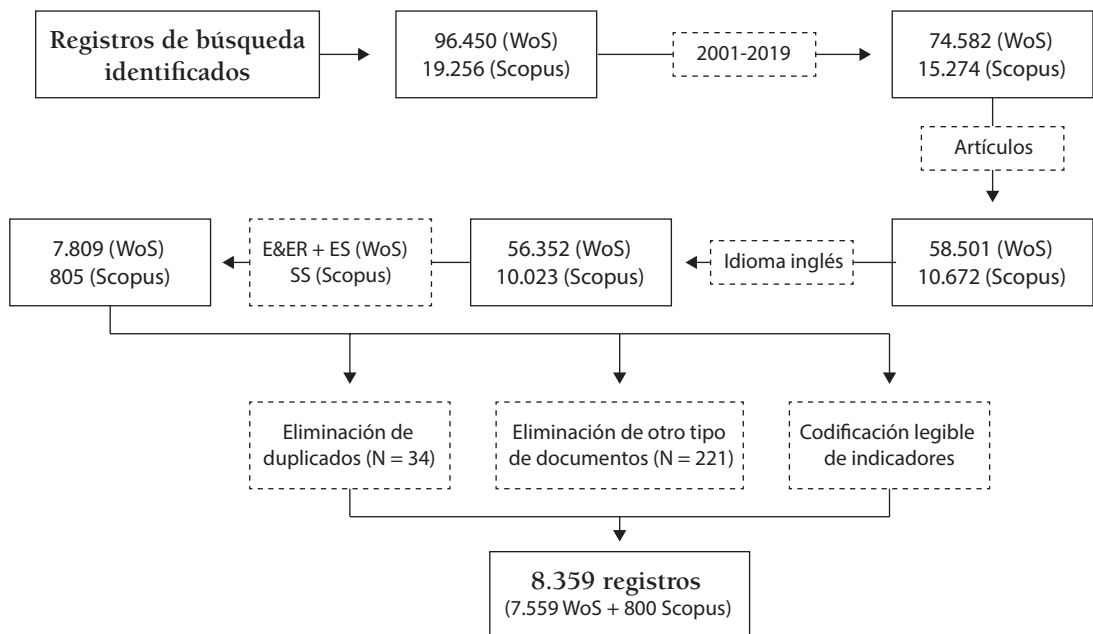 Registros de búsqueda
identificados
96.450 (WoS)
19.256 (Scopus)
2001-2019
74.582 (WoS)
15.274 (Scopus)
Artículos
58.501 (WoS)
10.672 (Scopus)
Idioma inglés
56.352 (WoS)
10.023 (Scopus)
E&ER + ES (WoS)
SS (Scopus)
7.809 (WoS)
805 (Scopus)
Eliminación de
duplicados (N = 34)
Eliminación de otro tipo
de documentos (N = 221)
Codificación legible
de indicadores
8.359 registros
(7.559 WoS + 800 Scopus)